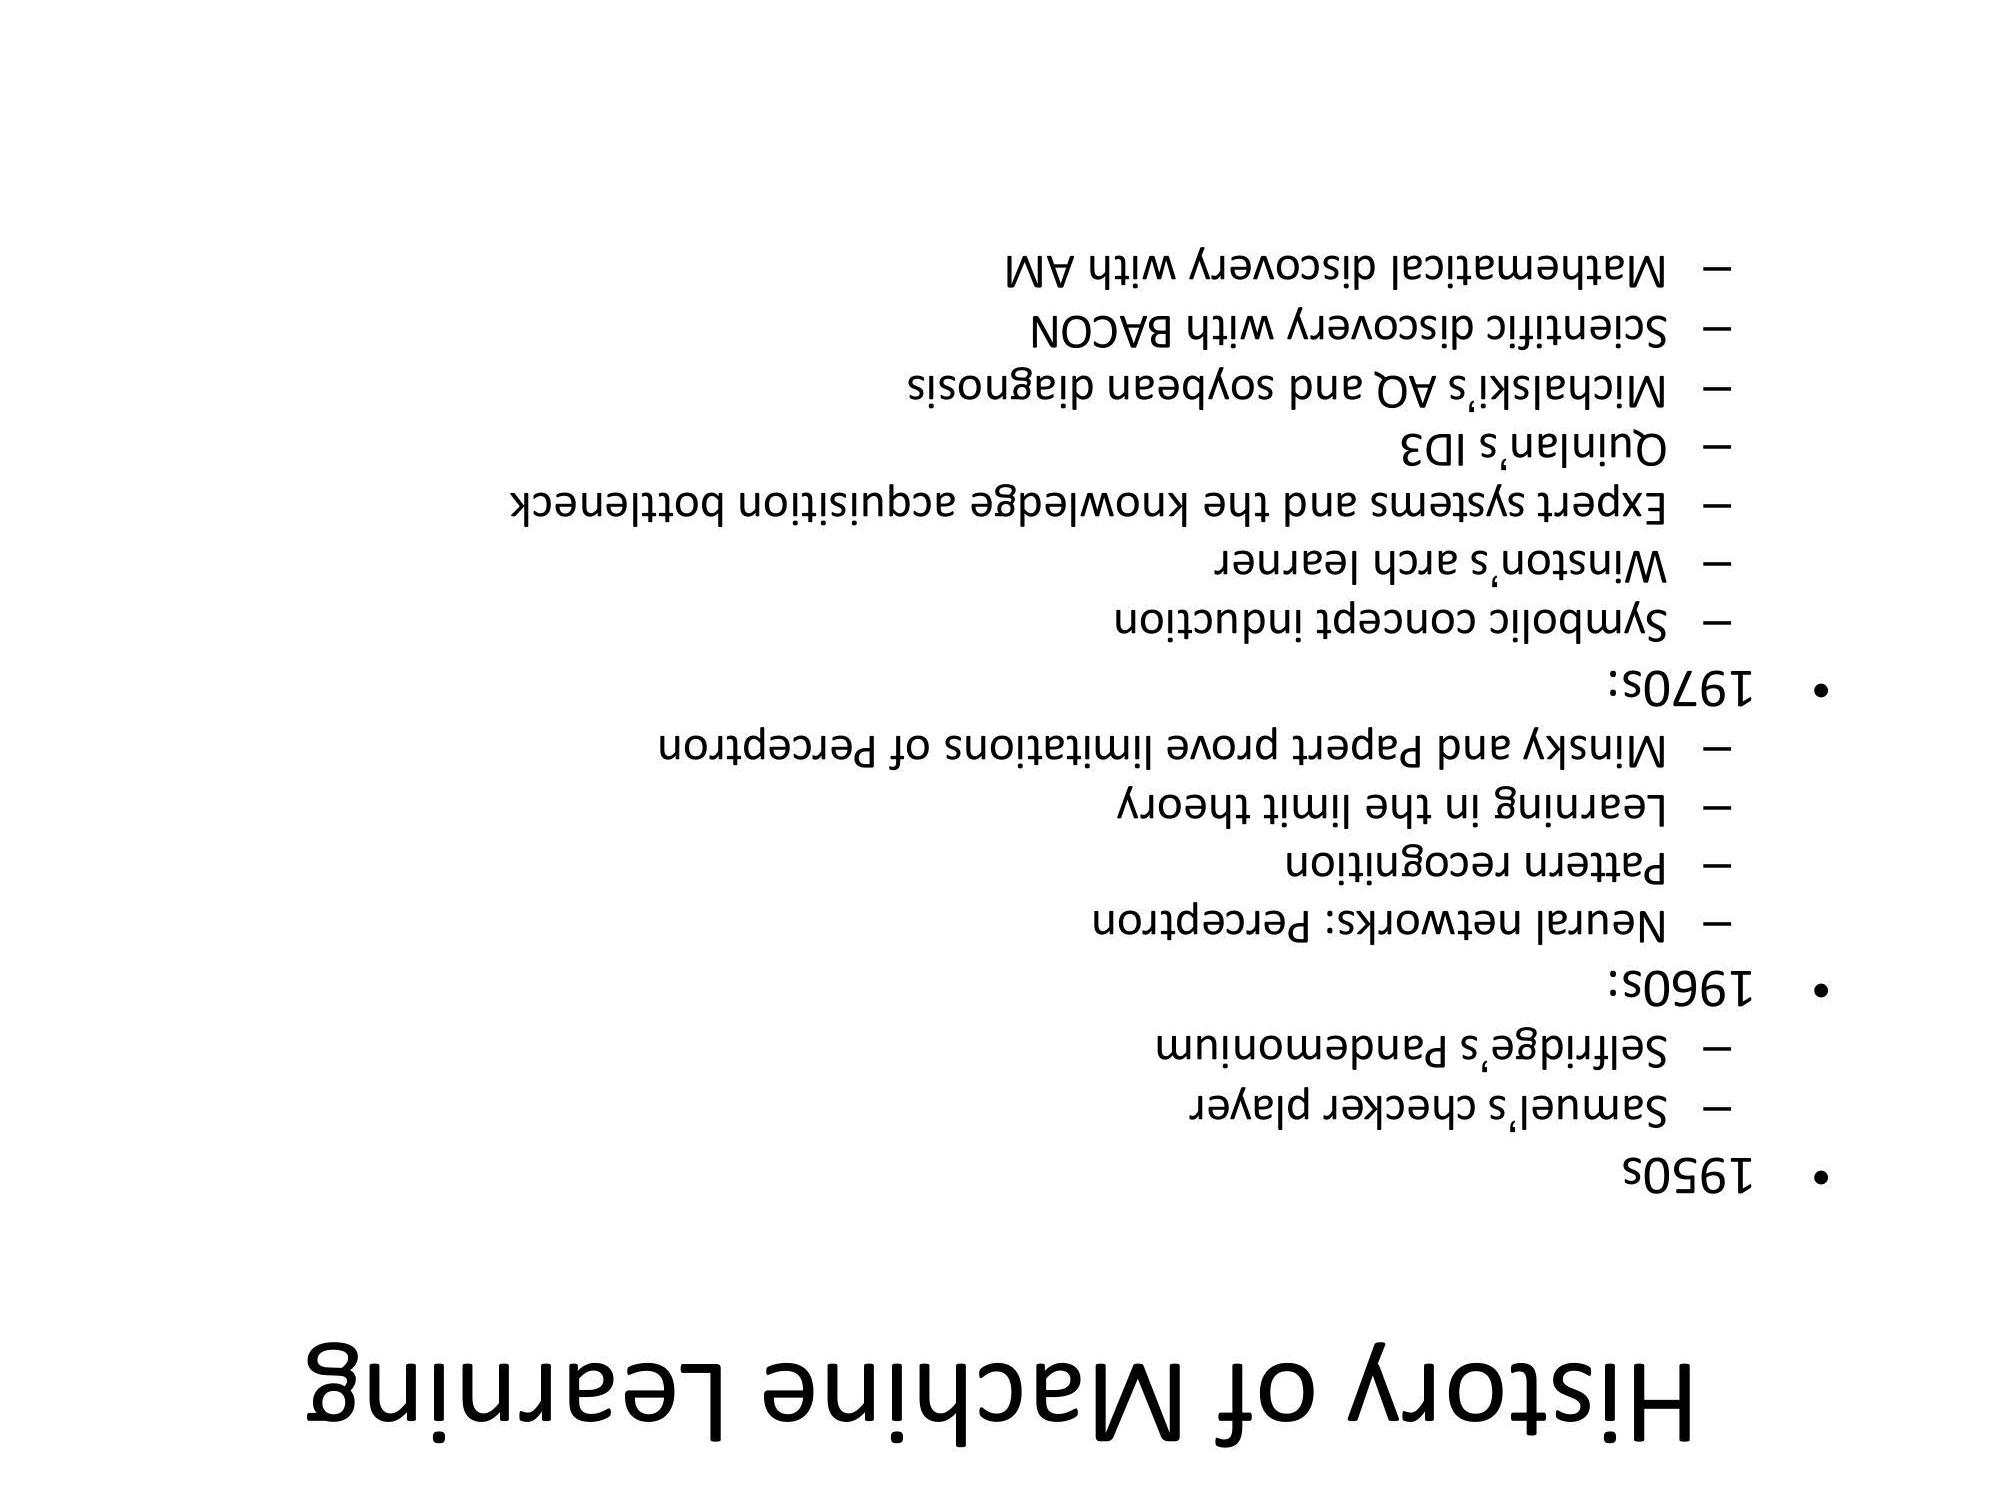 History of Machine Learning
• 1950s
– Samuel's checker player
– Selfridge's Pandemonium
• 1960s:
– Neural networks: Perceptron
– Pattern recognition
– Learning in the limit theory
– Minsky and Papert prove limitations of Perceptron
• 1970s:
– Symbolic concept induction
– Winston's arch learner
– Expert systems and the knowledge acquisition bottleneck
– Quinlan's ID3
– Michalski's AQ and soybean diagnosis
– Scientific discovery with BACON
– Mathematical discovery with AM